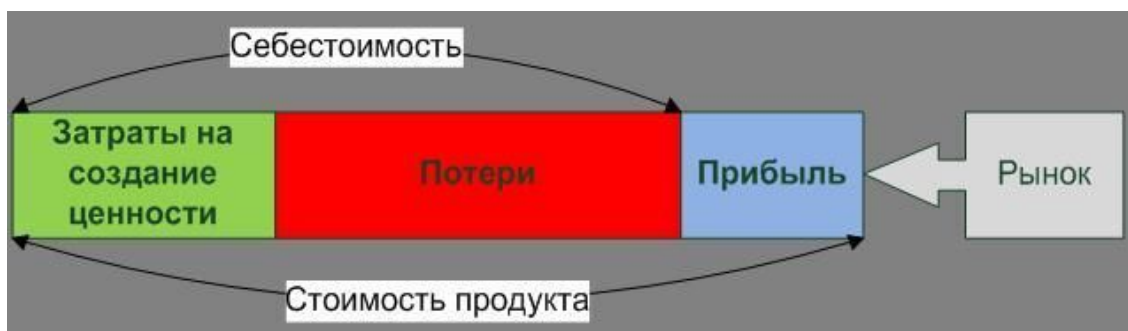 Себестоимость
Затраты на
создание
ценности
Потери
Прибыль
Рынок
Стоимость продукта